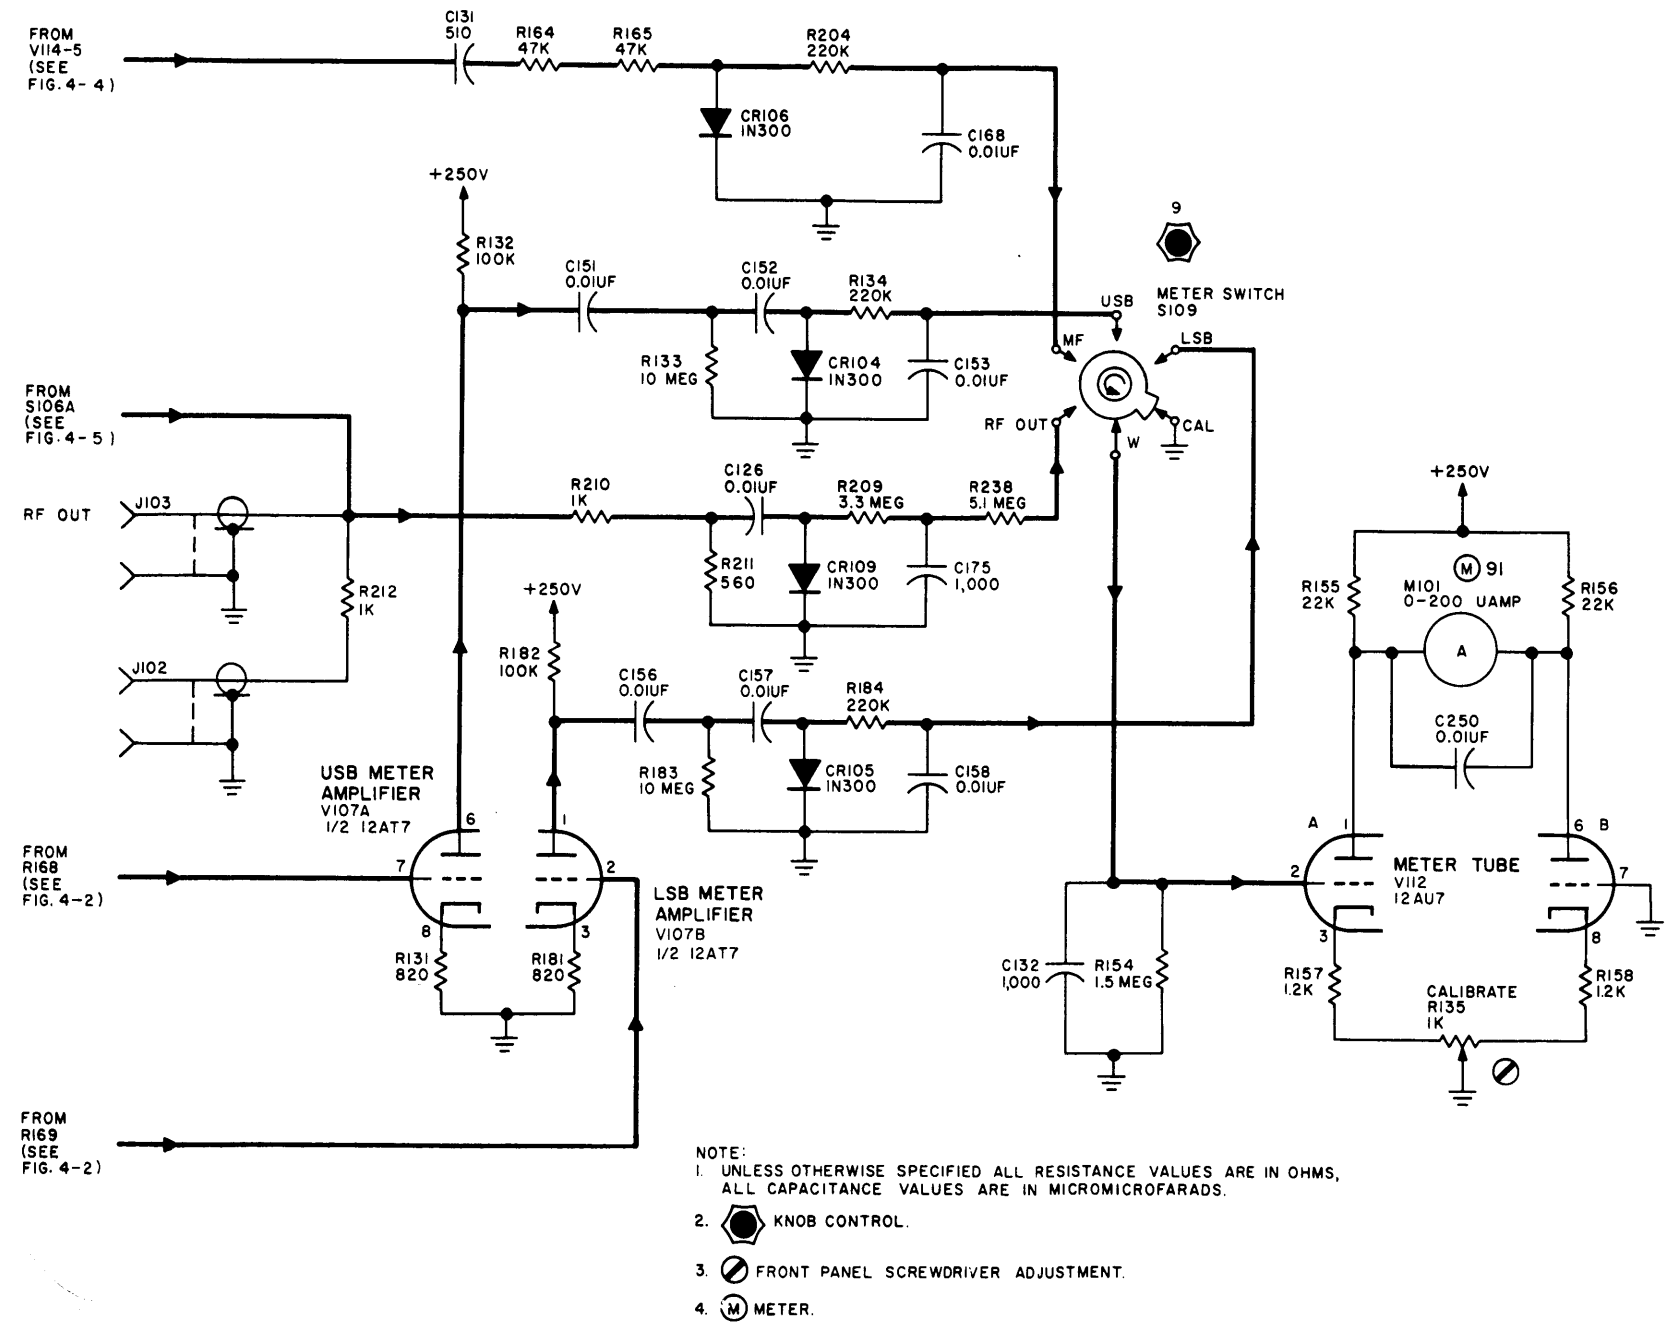 FROM
V114-5
(SEE
FIG. 4-4)
C131
510
R164
47K
R165
47K
R204
220K
CR106
IN300
C168
0.01UF
+250V
R132
100K
9
C151
0.01UF
C152
0.01UF
R134
220K
USB
METER SWITCH
S109
MF
LSB
R133
10 MEG
CR104
IN300
C153
0.01UF
FROM
S106A
(SEE
FIG. 4-5)
RF OUT
W
CAL
J103
RF OUT
R210
1K
C126
0.01UF
R209
3.3 MEG
R238
5.1 MEG
+250V
R211
560
CR109
IN300
C175
1,000
R212
1K
M 91
M101
0-200 UAMP
A
R155
22K
R156
22K
+250V
R182
100K
J102
C156
0.01UF
C157
0.01UF
R184
220K
C250
0.01UF
R183
10 MEG
CR105
IN300
C158
0.01UF
USB METER
AMPLIFIER
V107A
1/2 12AT7
6
1
FROM
R168
(SEE
FIG. 4-2)
7
2
8
3
LSB METER
AMPLIFIER
V107B
1/2 12AT7
R131
820
R181
820
A
1
6
B
2
7
METER TUBE
V112
12AU7
3
8
C132
1,000
R154
1.5 MEG
R157
1.2K
R158
1.2K
CALIBRATE
R135
1K
FROM
R169
(SEE
FIG. 4-2)
NOTE:
1. UNLESS OTHERWISE SPECIFIED ALL RESISTANCE VALUES ARE IN OHMS,
ALL CAPACITANCE VALUES ARE IN MICROMICROFARADS.
2. KNOB CONTROL.
3. FRONT PANEL SCREWDRIVER ADJUSTMENT.
4. M METER.